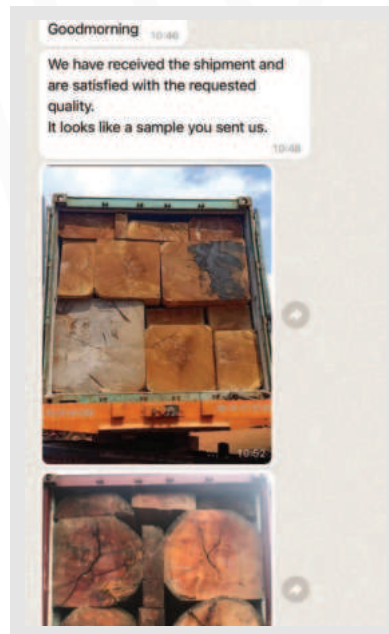 Goodmorning 10:46
We have received the shipment and
are satisfied with the requested
quality.
It looks like a sample you sent us.
10:48
10:52